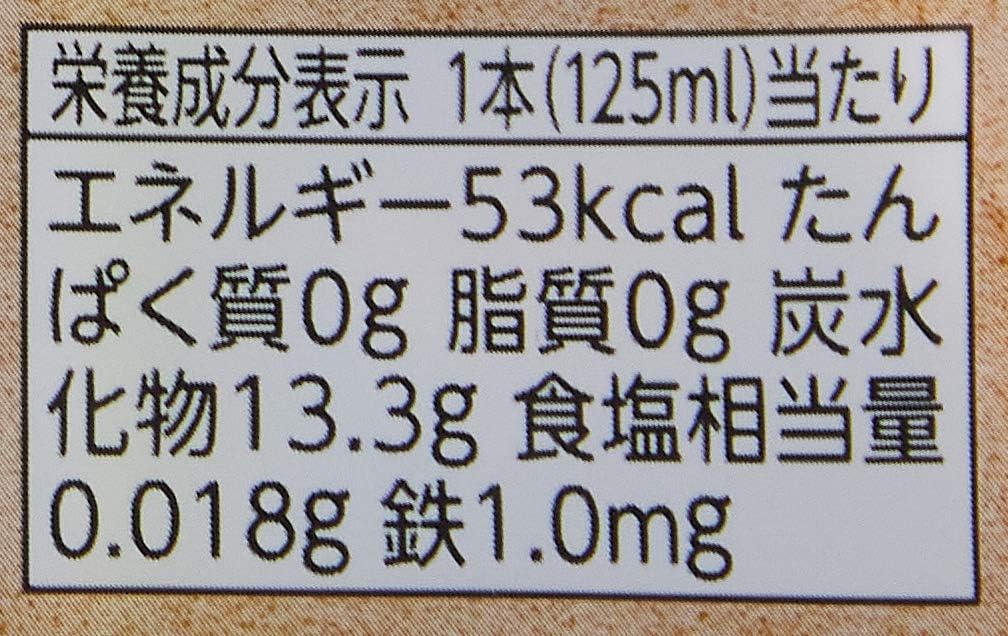 栄養成分表示 1本(125ml)当たり
エネルギー53kcal たん
ぱく質0g 脂質0g 炭水
化物13.3g 食塩相当量
0.018g 鉄1.0mg